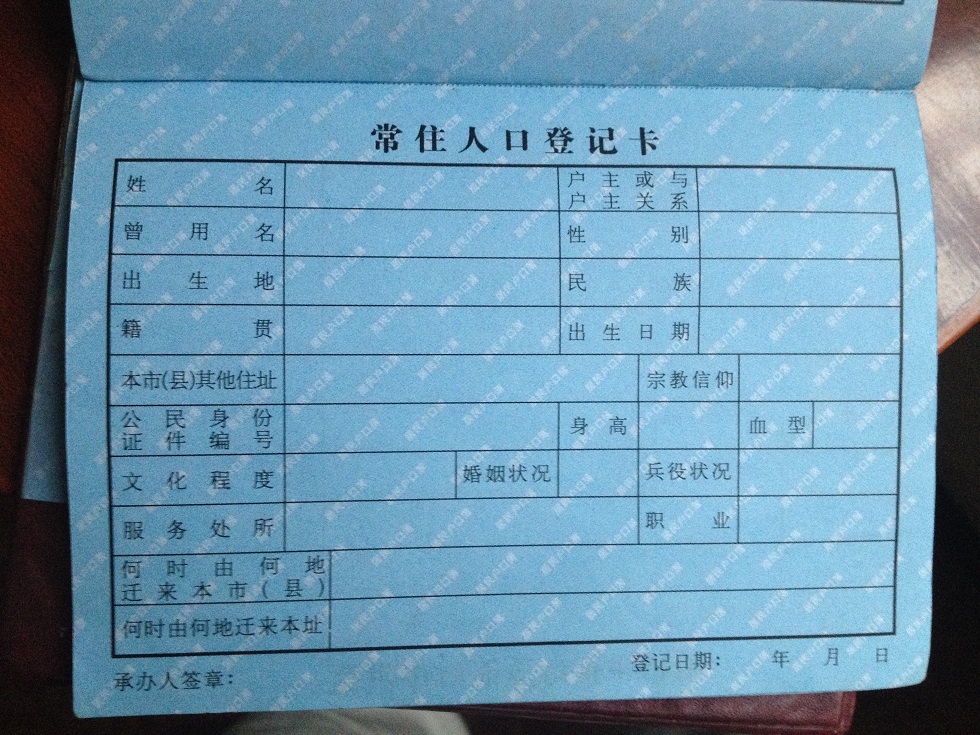 常住人口登记卡
姓名 户主或与户主关系
曾用名 性别
出生地 民族
籍贯 出生日期
本市(县)其他住址 宗教信仰
公民身份证件编号 身高 血型
文化程度 婚姻状况 兵役状况
服务处所 职业
何时由何地迁来本市(县)
何时由何地迁来本址
承办人签章： 登记日期： 年 月 日
居民户口簿